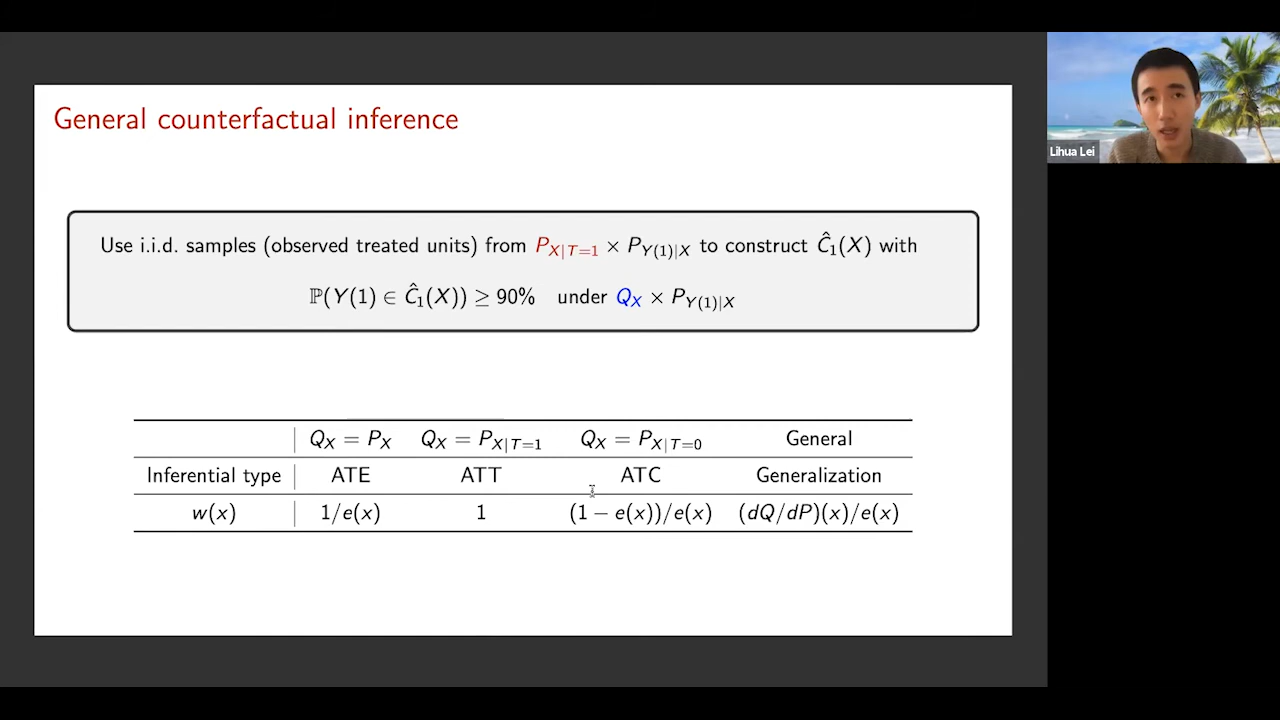 General counterfactual inference
Lihua Lei
Use i.i.d. samples (observed treated units) from P_{X|T=1} × P_{Y(1)|X} to construct Ĉ₁(X) with
ℙ(Y(1) ∈ Ĉ₁(X)) ≥ 90% under Q_X × P_{Y(1)|X}
Q_X = P_X Q_X = P_{X|T=1} Q_X = P_{X|T=0} General
Inferential type ATE ATT ATC Generalization
w(x) 1/e(x) 1 (1 − e(x))/e(x) (dQ/dP)(x)/e(x)